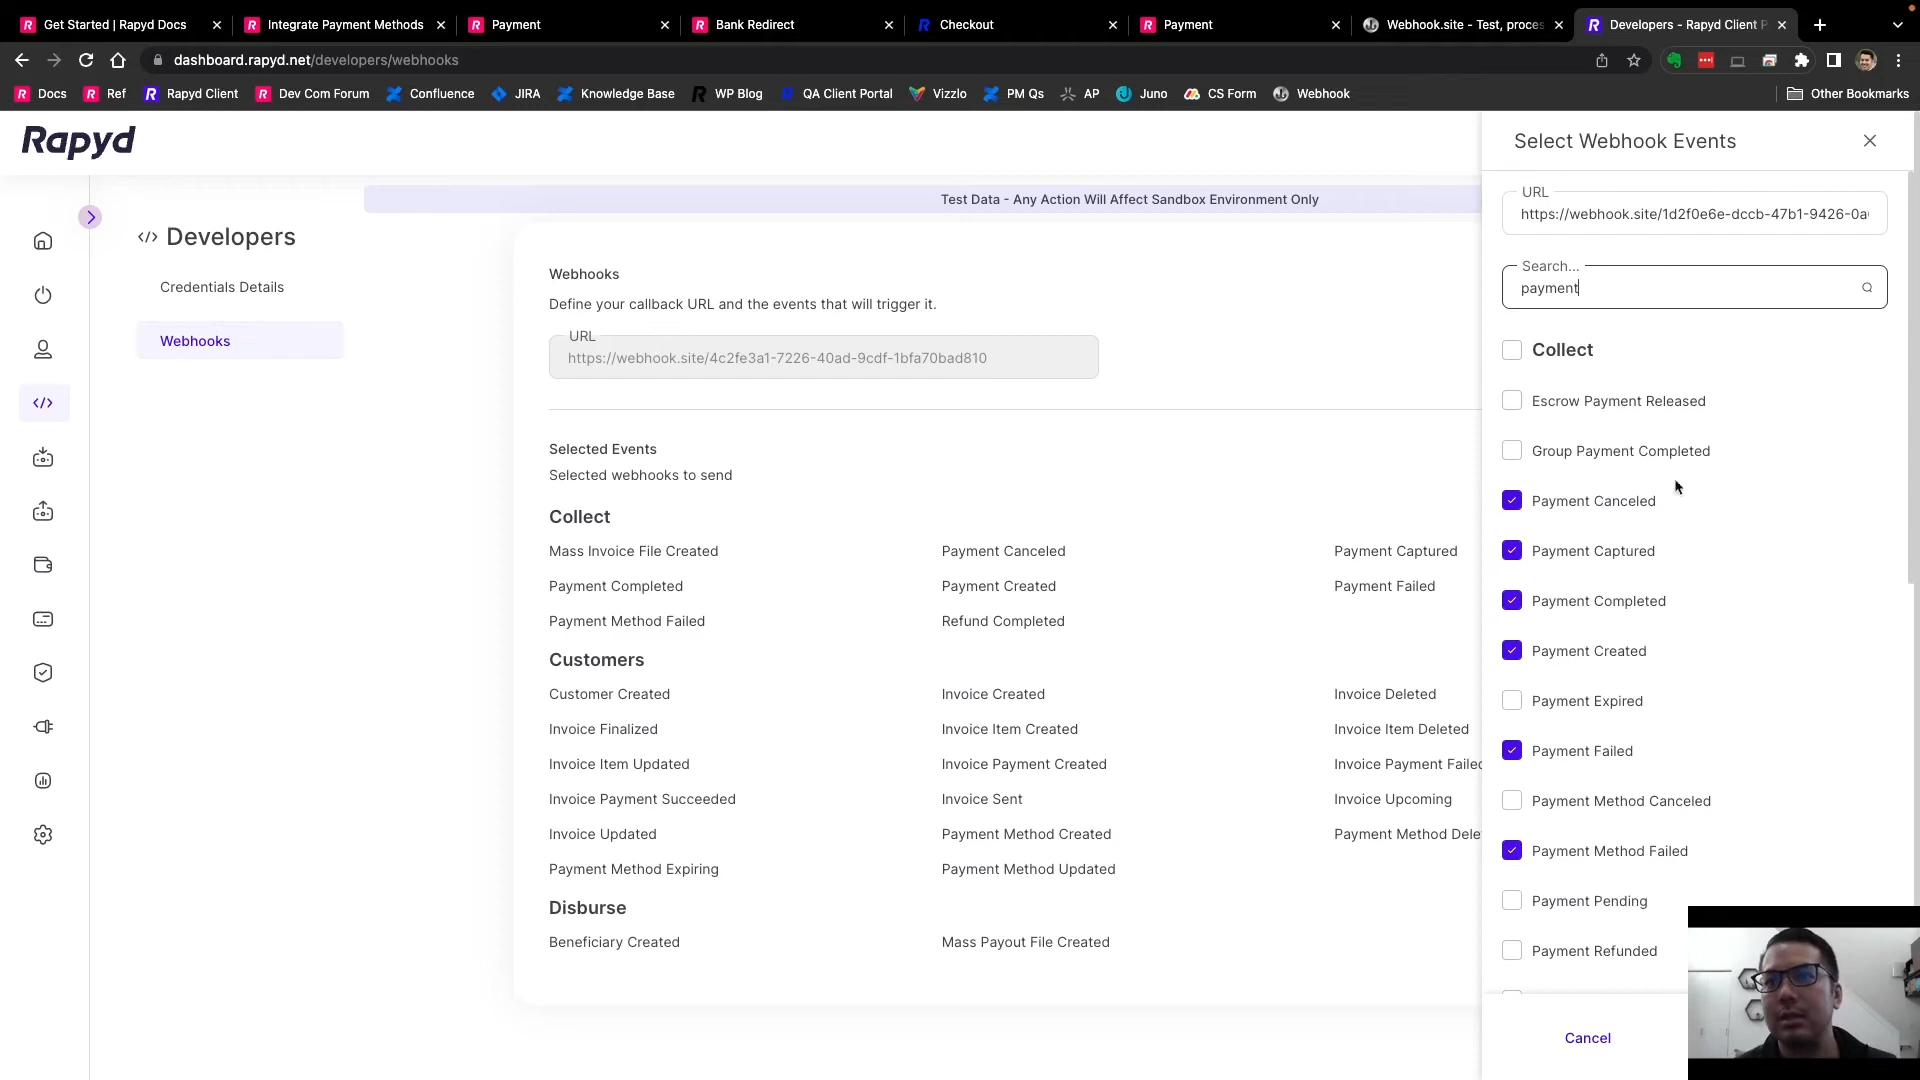 Get Started | Rapyd Docs
Integrate Payment Methods
Payment
Bank Redirect
Checkout
Payment
Webhook.site - Test, proces
Developers - Rapyd Client P
dashboard.rapyd.net/developers/webhooks
Docs
Ref
Rapyd Client
Dev Com Forum
Confluence
JIRA
Knowledge Base
WP Blog
QA Client Portal
Vizzlo
PM Qs
AP
Juno
CS Form
Webhook
Other Bookmarks
Rapyd
Test Data - Any Action Will Affect Sandbox Environment Only
Developers
Credentials Details
Webhooks
Webhooks
Define your callback URL and the events that will trigger it.
URL
https://webhook.site/4c2fe3a1-7226-40ad-9cdf-1bfa70bad810
Selected Events
Selected webhooks to send
Collect
Mass Invoice File Created
Payment Canceled
Payment Captured
Payment Completed
Payment Created
Payment Failed
Payment Method Failed
Refund Completed
Customers
Customer Created
Invoice Created
Invoice Deleted
Invoice Finalized
Invoice Item Created
Invoice Item Deleted
Invoice Item Updated
Invoice Payment Created
Invoice Payment Failed
Invoice Payment Succeeded
Invoice Sent
Invoice Upcoming
Invoice Updated
Payment Method Created
Payment Method Dele
Payment Method Expiring
Payment Method Updated
Disburse
Beneficiary Created
Mass Payout File Created
Select Webhook Events
URL
https://webhook.site/1d2f0e6e-dccb-47b1-9426-0a
Search...
payment
Collect
Escrow Payment Released
Group Payment Completed
Payment Canceled
Payment Captured
Payment Completed
Payment Created
Payment Expired
Payment Failed
Payment Method Canceled
Payment Method Failed
Payment Pending
Payment Refunded
Cancel